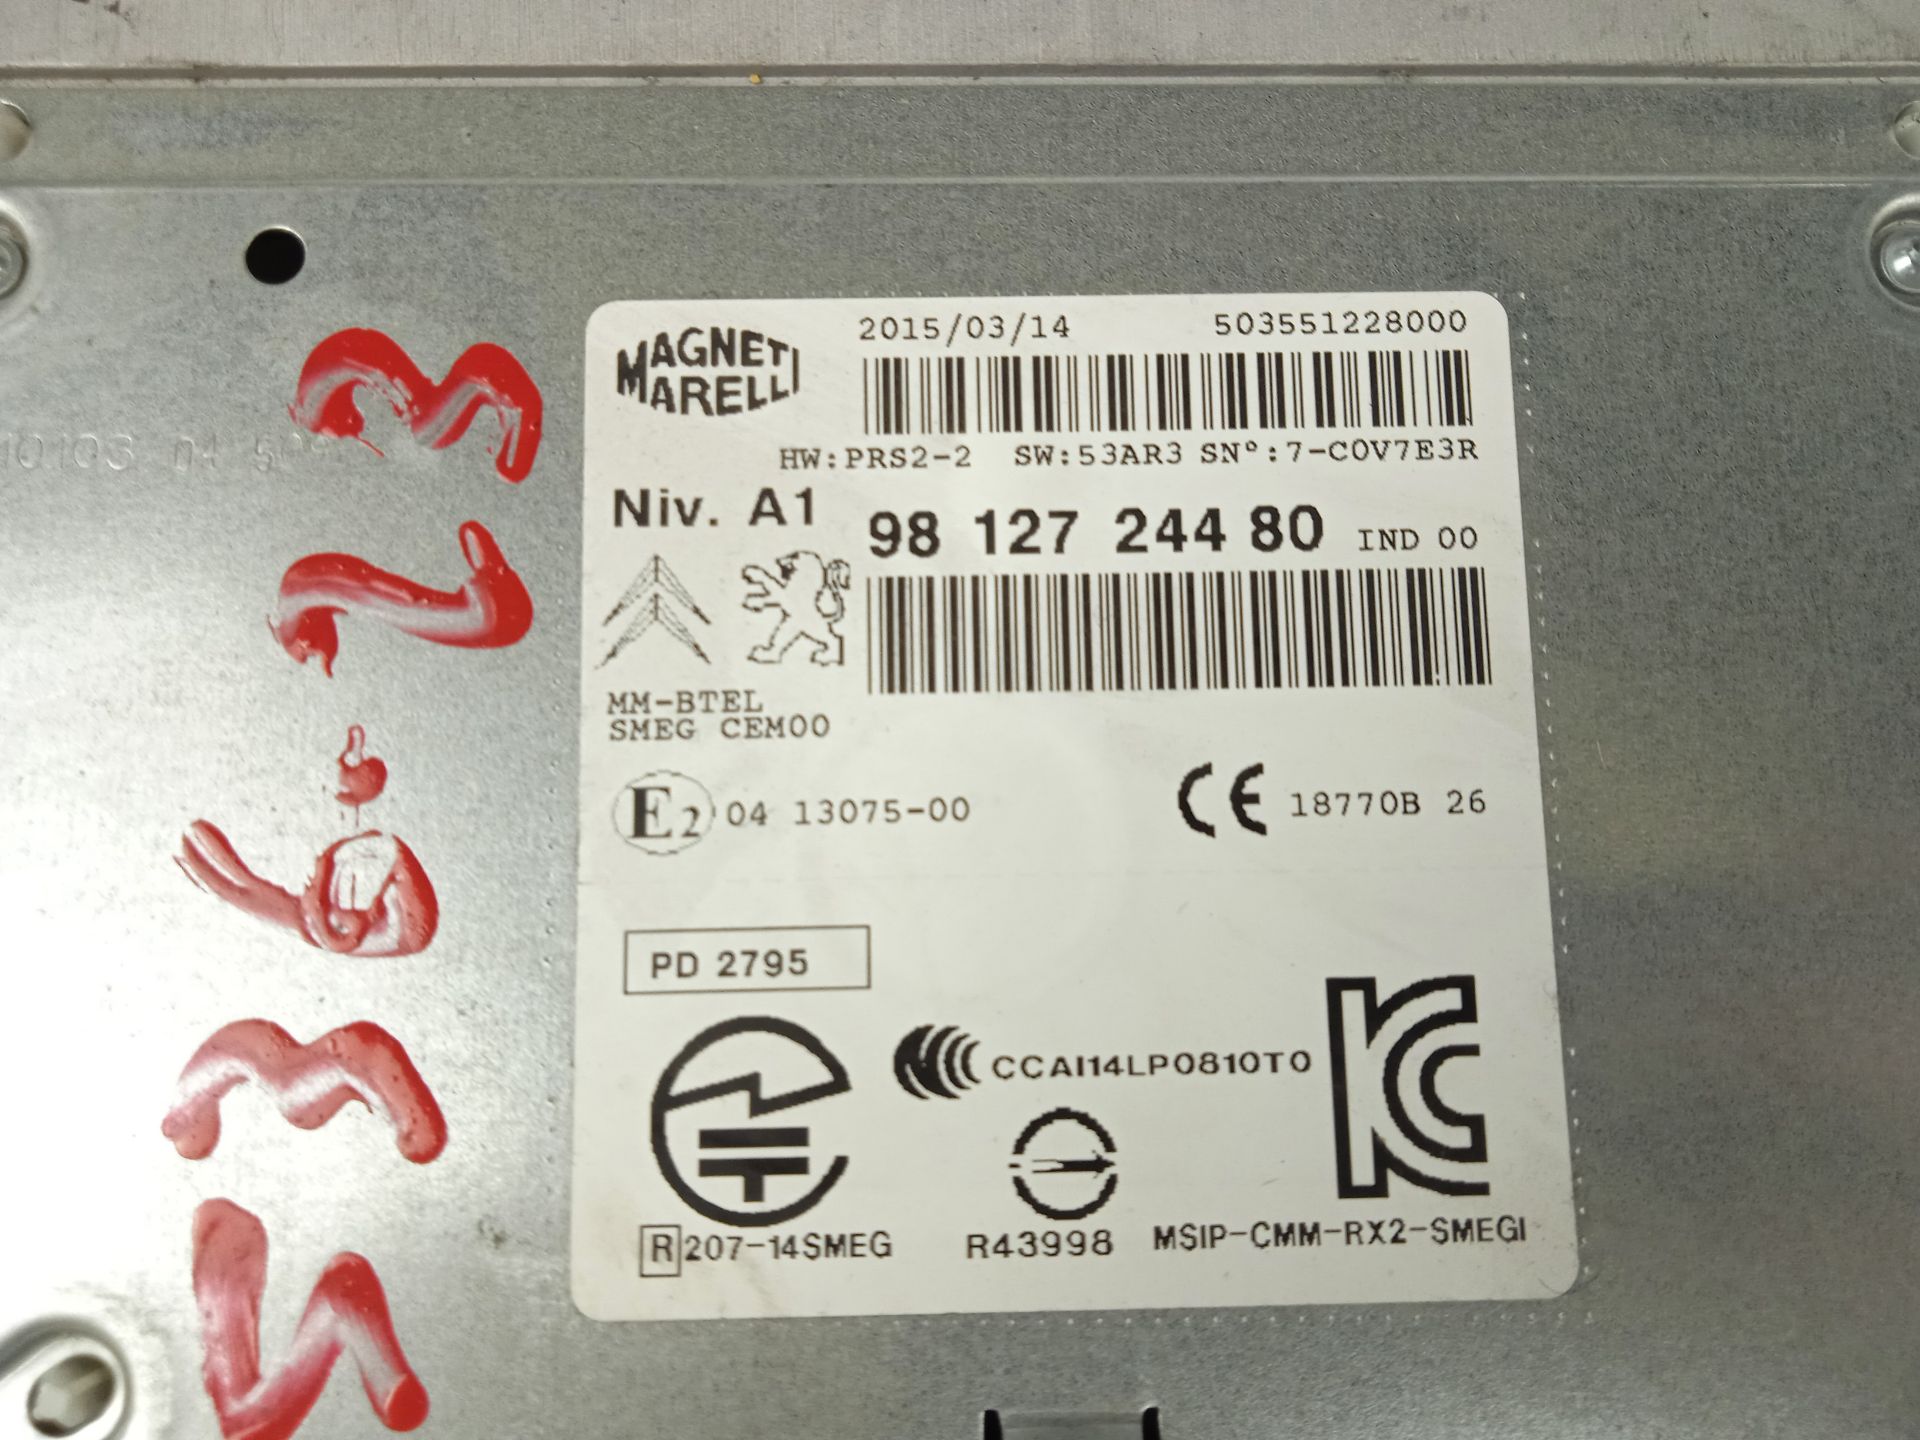 MAGNETI
MARELLI
2015/03/14 503551228000
HW:PRS2-2 SW:53AR3 SN°:7-C0V7E3R
Niv. A1
98 127 244 80 IND 00
MM-BTEL
SMEG CEM00
E2 04 13075-00
CE 18770B 26
PD 2795
CCAI14LP0810T0
R 207-14SMEG
R43998
MSIP-CMM-RX2-SMEGI